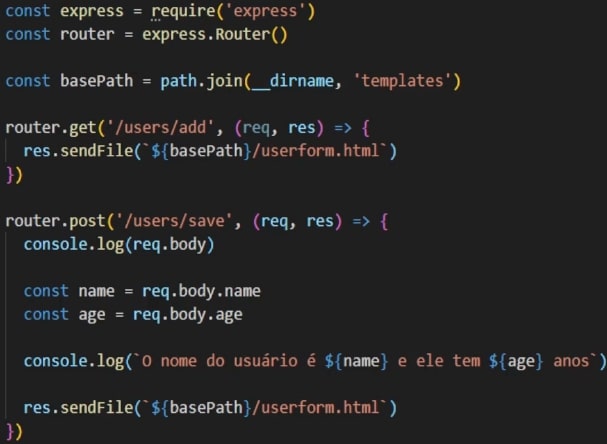 const express = require('express')
const router = express.Router()
const basePath = path.join(__dirname, 'templates')
router.get('/users/add', (req, res) => {
res.sendFile(`${basePath}/userform.html`)
})
router.post('/users/save', (req, res) => {
console.log(req.body)
const name = req.body.name
const age = req.body.age
console.log(`O nome do usuário é ${name} e ele tem ${age} anos`)
res.sendFile(`${basePath}/userform.html`)
})